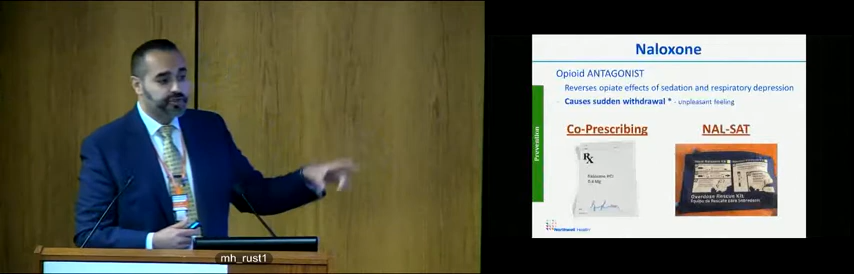 Naloxone
Opioid ANTAGONIST
Reverses opiate effects of sedation and respiratory depression
Causes sudden withdrawal * - unpleasant feeling
Prevention
Co-Prescribing
NAL-SAT
Rx
Naloxone HCl
Overdose Rescue Kit
Northwell Health
mh_rust1